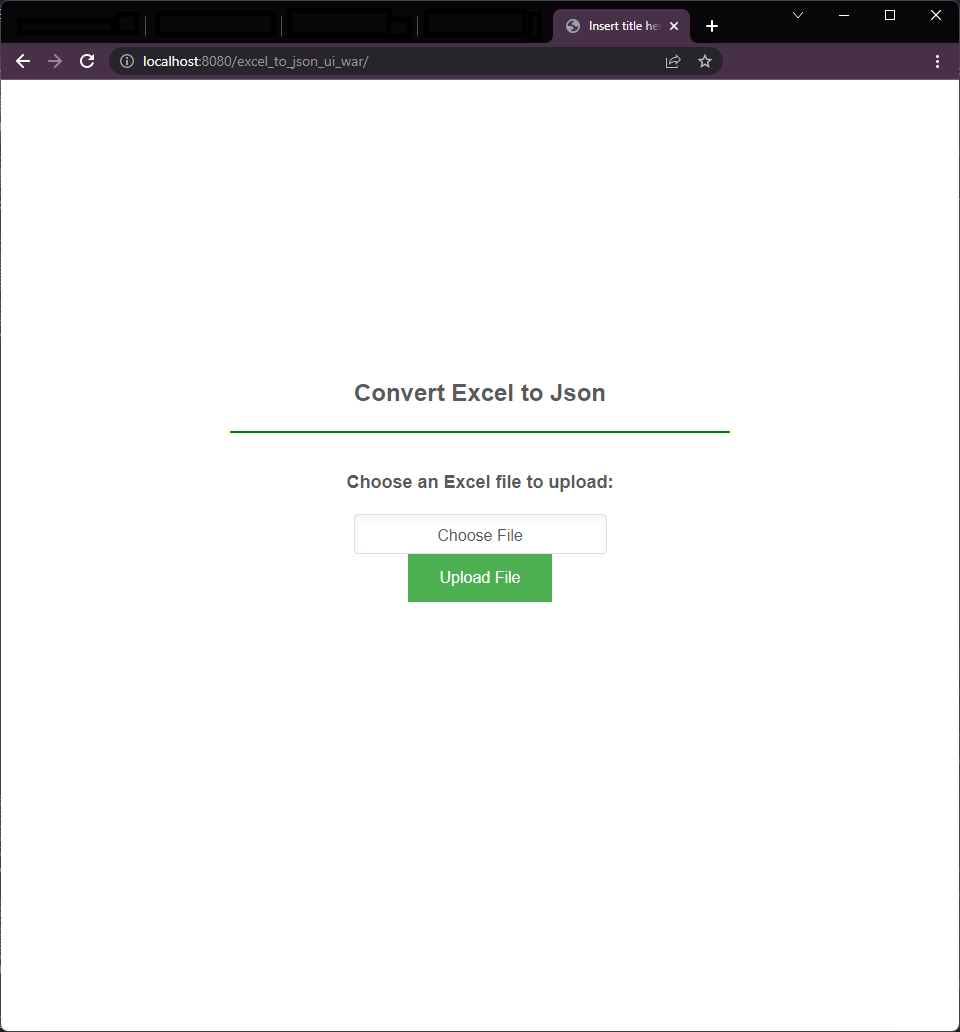 Insert title he
localhost:8080/excel_to_json_ui_war/
Convert Excel to Json
Choose an Excel file to upload:
Choose File
Upload File